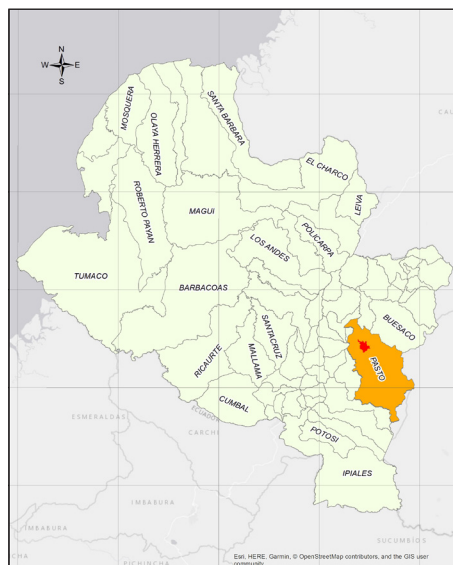 N
W E
S
MOSQUERA
OLAYA HERRERA
SANTA BARBARA
EL CHARCO
LEIVA
ROBERTO PAYAN
MAGUI
POLICARPA
LOS ANDES
TUMACO
BARBACOAS
BUESACO
SANTACRUZ
MALLAMA
RICAURTE
PASTO
CUMBAL
ECUADOR
ESMERALDAS
CARCHI
POTOSI
IPIALES
IMBABURA
IMBABURA
SUCUMBIOS
PICHINCHA
Esri, HERE, Garmin, © OpenStreetMap contributors, and the GIS user
community